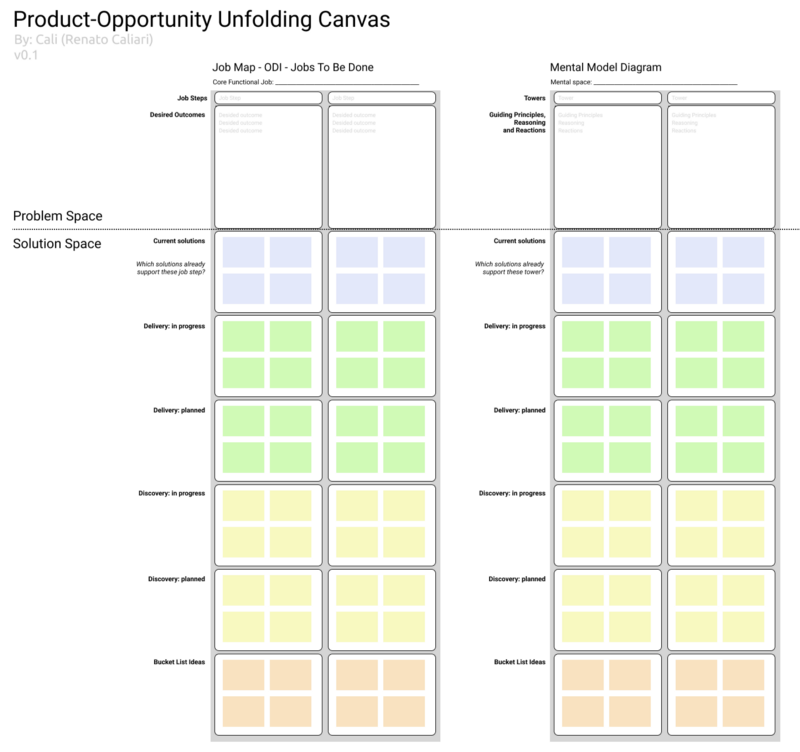 Product-Opportunity Unfolding Canvas
By: Cali (Renato Caliari)
v0.1
Job Map - ODI - Jobs To Be Done
Core Functional Job:
Job Steps
Job Step
Job Step
Desired Outcomes
Desired outcome
Desired outcome
Desired outcome
Desired outcome
Desired outcome
Desired outcome
Mental Model Diagram
Mental space:
Towers
Tower
Tower
Guiding Principles,
Reasoning
and Reactions
Guiding Principles
Reasoning
Reactions
Guiding Principles
Reasoning
Reactions
Problem Space
Solution Space
Current solutions
Which solutions already
support these job step?
Delivery: in progress
Delivery: planned
Discovery: in progress
Discovery: planned
Bucket List Ideas
Current solutions
Which solutions already
support these tower?
Delivery: in progress
Delivery: planned
Discovery: in progress
Discovery: planned
Bucket List Ideas